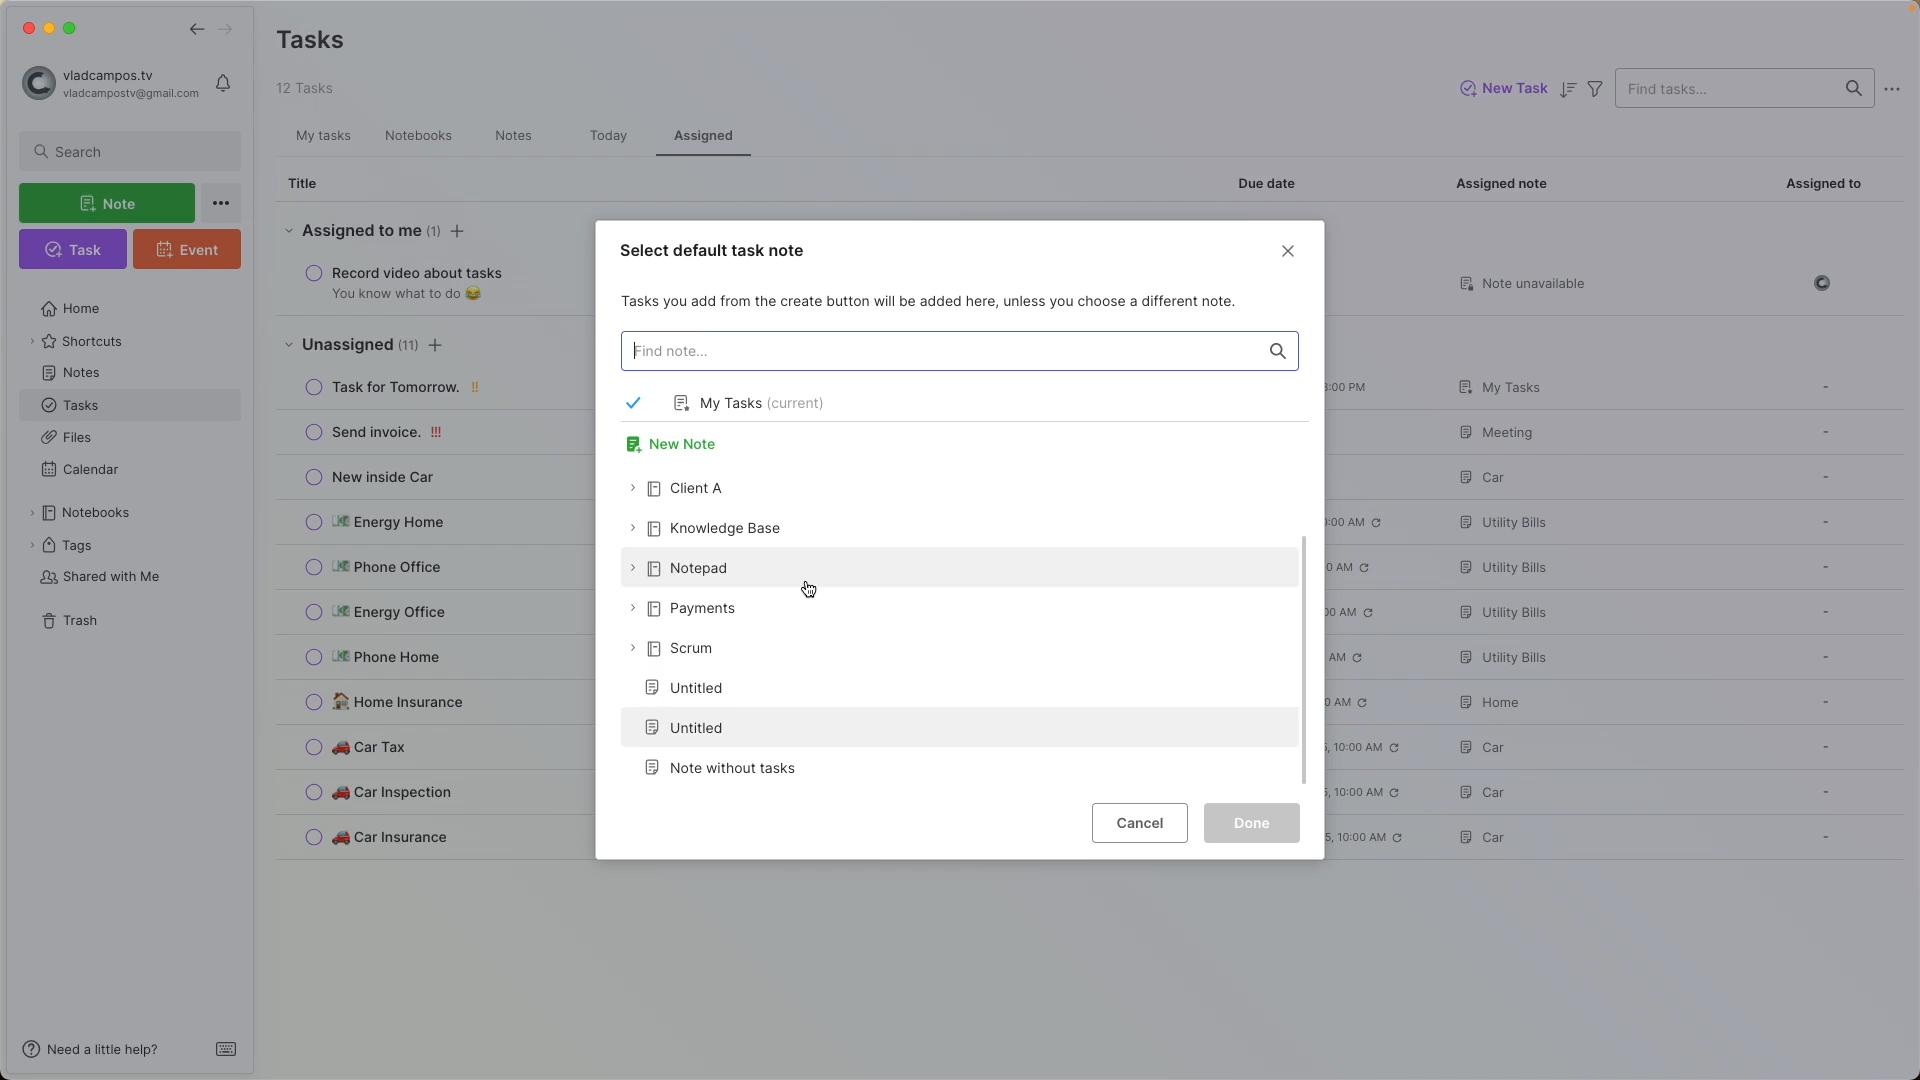 Tasks
vladcampos.tv
vladcampostv@gmail.com
12 Tasks
New Task
Find tasks...
My tasks
Notebooks
Notes
Today
Assigned
Search
Title
Due date
Assigned note
Assigned to
Note
Task
Event
Assigned to me (1)
Record video about tasks
You know what to do 😂
Note unavailable
Unassigned (11)
Task for Tomorrow. !!
3:00 PM
My Tasks
-
Send invoice. !!!
Meeting
-
New inside Car
Car
-
💵 Energy Home
:00 AM
Utility Bills
-
💵 Phone Office
0 AM
Utility Bills
-
💵 Energy Office
00 AM
Utility Bills
-
💵 Phone Home
AM
Utility Bills
-
🏠 Home Insurance
0 AM
Home
-
🚗 Car Tax
5, 10:00 AM
Car
-
🚗 Car Inspection
5, 10:00 AM
Car
-
🚗 Car Insurance
5, 10:00 AM
Car
-
Home
Shortcuts
Notes
Tasks
Files
Calendar
Notebooks
Tags
Shared with Me
Trash
Need a little help?
Select default task note
Tasks you add from the create button will be added here, unless you choose a different note.
Find note...
My Tasks (current)
New Note
Client A
Knowledge Base
Notepad
Payments
Scrum
Untitled
Untitled
Note without tasks
Cancel
Done